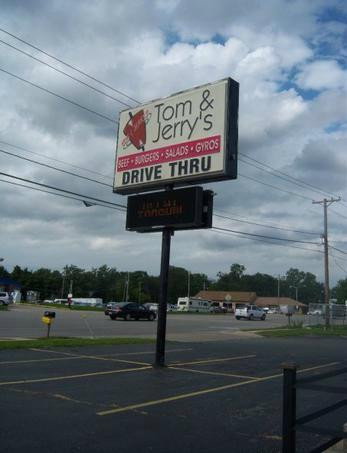 Tom &
Jerry's
BEEF • BURGERS • SALADS • GYROS
DRIVE THRU